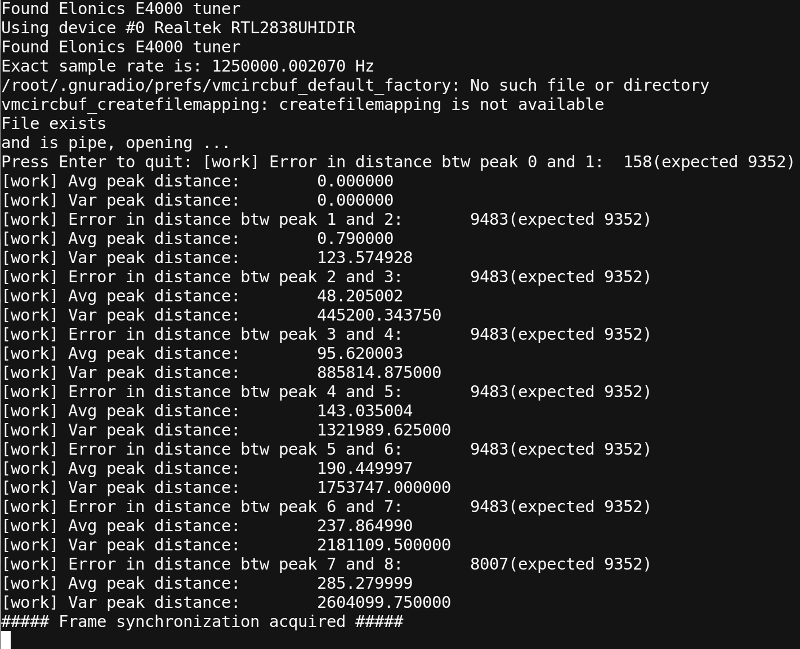 Found Elonics E4000 tuner
Using device #0 Realtek RTL2838UHIDIR
Found Elonics E4000 tuner
Exact sample rate is: 1250000.002070 Hz
/root/.gnuradio/prefs/vmcircbuf_default_factory: No such file or directory
vmcircbuf_createfilemapping: createfilemapping is not available
File exists
and is pipe, opening ...
Press Enter to quit: [work] Error in distance btw peak 0 and 1:  158(expected 9352)
[work] Avg peak distance:        0.000000
[work] Var peak distance:        0.000000
[work] Error in distance btw peak 1 and 2:       9483(expected 9352)
[work] Avg peak distance:        0.790000
[work] Var peak distance:        123.574928
[work] Error in distance btw peak 2 and 3:       9483(expected 9352)
[work] Avg peak distance:        48.205002
[work] Var peak distance:        445200.343750
[work] Error in distance btw peak 3 and 4:       9483(expected 9352)
[work] Avg peak distance:        95.620003
[work] Var peak distance:        885814.875000
[work] Error in distance btw peak 4 and 5:       9483(expected 9352)
[work] Avg peak distance:        143.035004
[work] Var peak distance:        1321989.625000
[work] Error in distance btw peak 5 and 6:       9483(expected 9352)
[work] Avg peak distance:        190.449997
[work] Var peak distance:        1753747.000000
[work] Error in distance btw peak 6 and 7:       9483(expected 9352)
[work] Avg peak distance:        237.864990
[work] Var peak distance:        2181109.500000
[work] Error in distance btw peak 7 and 8:       8007(expected 9352)
[work] Avg peak distance:        285.279999
[work] Var peak distance:        2604099.750000
##### Frame synchronization acquired #####